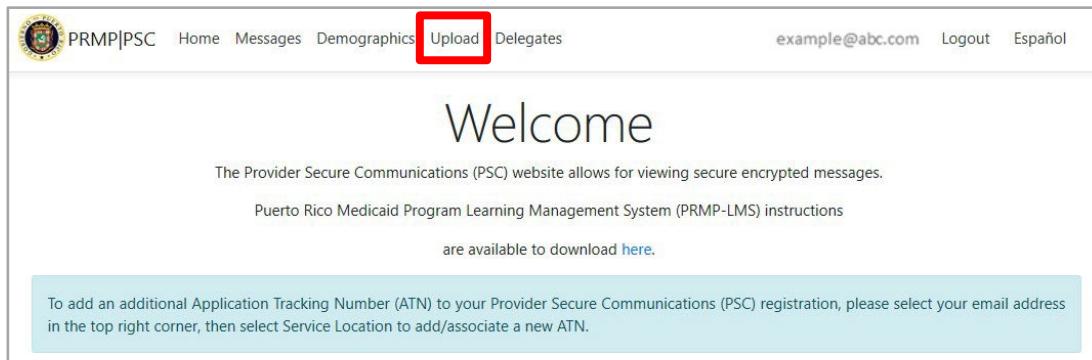 PRMP|PSC Home Messages Demographics Upload Delegates example@abc.com Logout Español
Welcome
The Provider Secure Communications (PSC) website allows for viewing secure encrypted messages.
Puerto Rico Medicaid Program Learning Management System (PRMP-LMS) instructions
are available to download here.
To add an additional Application Tracking Number (ATN) to your Provider Secure Communications (PSC) registration, please select your email address
in the top right corner, then select Service Location to add/associate a new ATN.